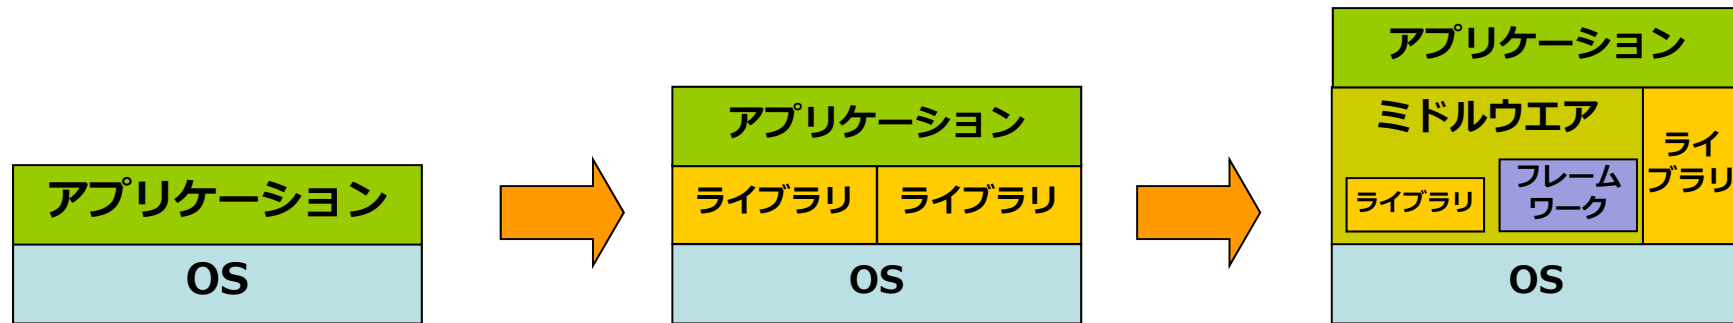 アプリケーション
OS
アプリケーション
ライブラリ
ライブラリ
OS
アプリケーション
ミドルウエア
ライブラリ
フレーム
ワーク
ライ
ブラリ
OS